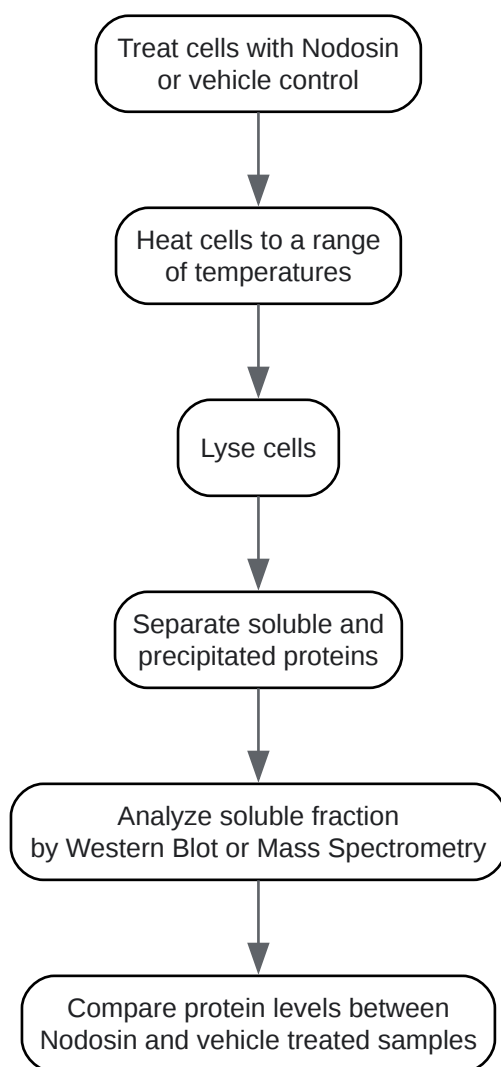 Treat cells with Nodosin
or vehicle control
Heat cells to a range
of temperatures
Lyse cells
Separate soluble and
precipitated proteins
Analyze soluble fraction
by Western Blot or Mass Spectrometry
Compare protein levels between
Nodosin and vehicle treated samples